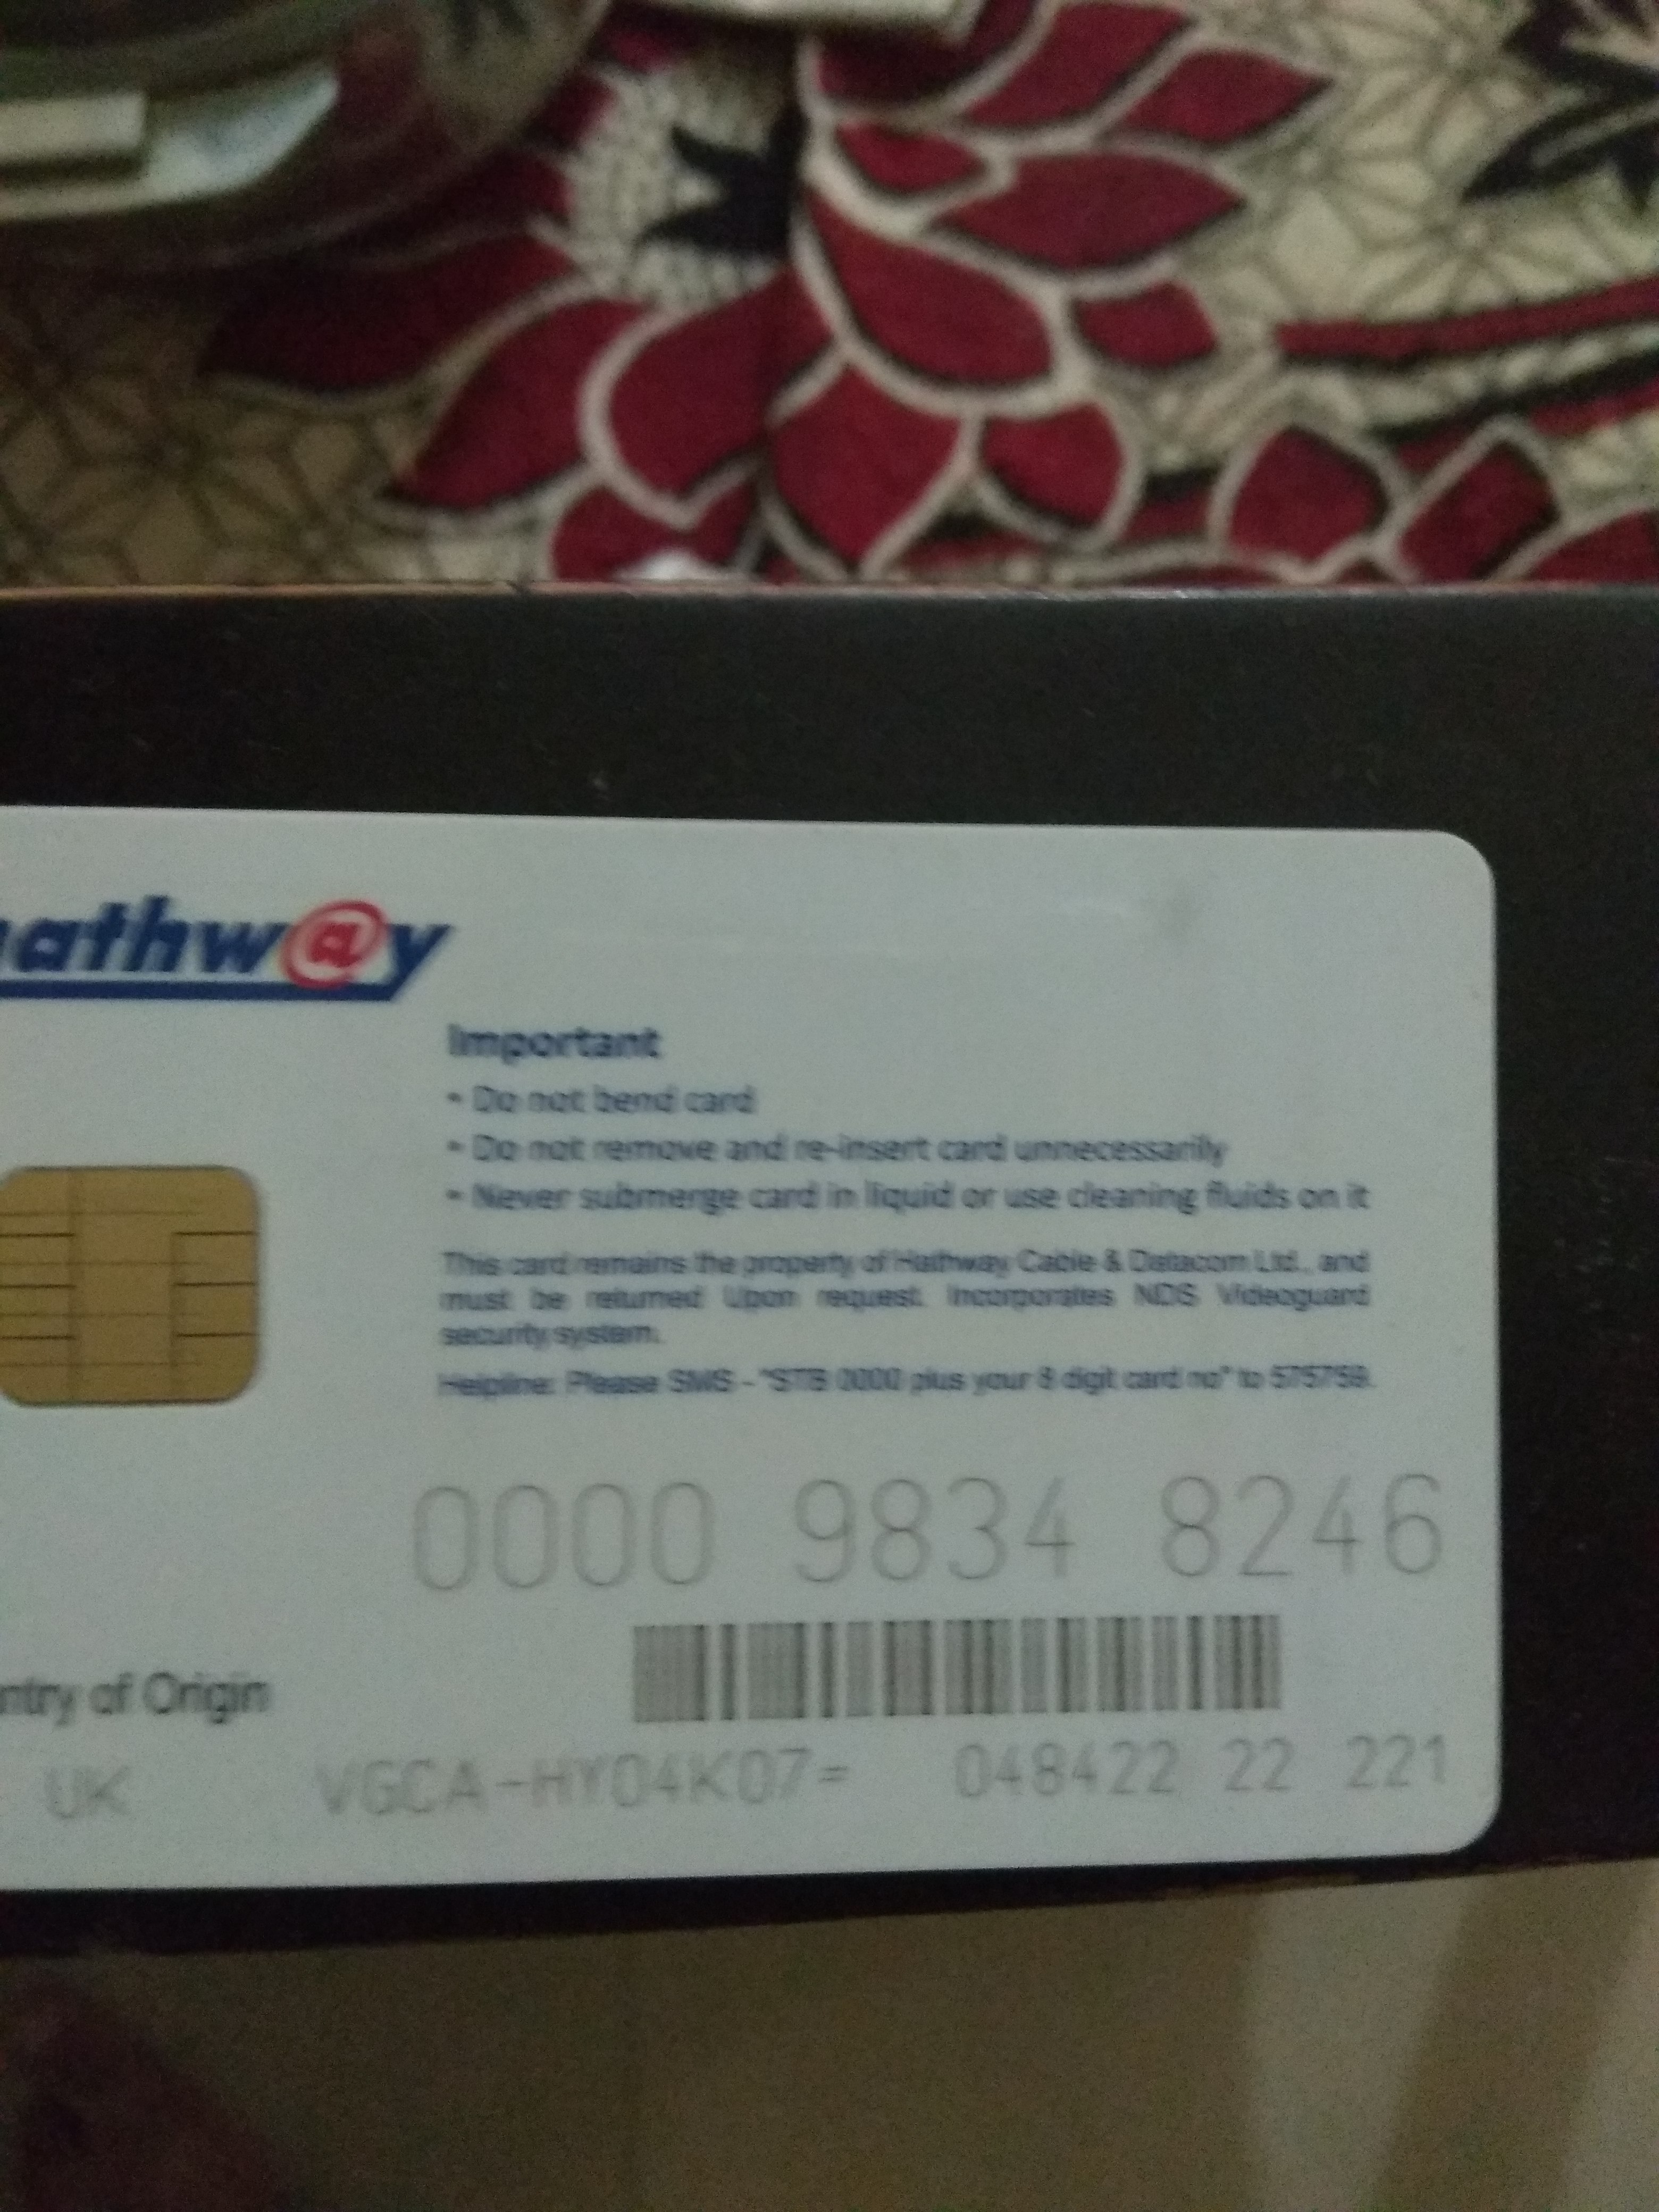 hathw@y
Important
• Do not bend card
• Do not remove and re-insert card unnecessarily
• Never submerge card in liquid or use cleaning fluids on it
This card remains the property of Hathway Cable & Datacom Ltd., and
must be returned Upon request. Incorporates NDS Videoguard
security system.
Helpline: Please SMS - "STB 0000 plus your 8 digit card no" to 575759.
0000 9834 8246
ntry of Origin
UK VGCA-HY04K07= 048422 22 221